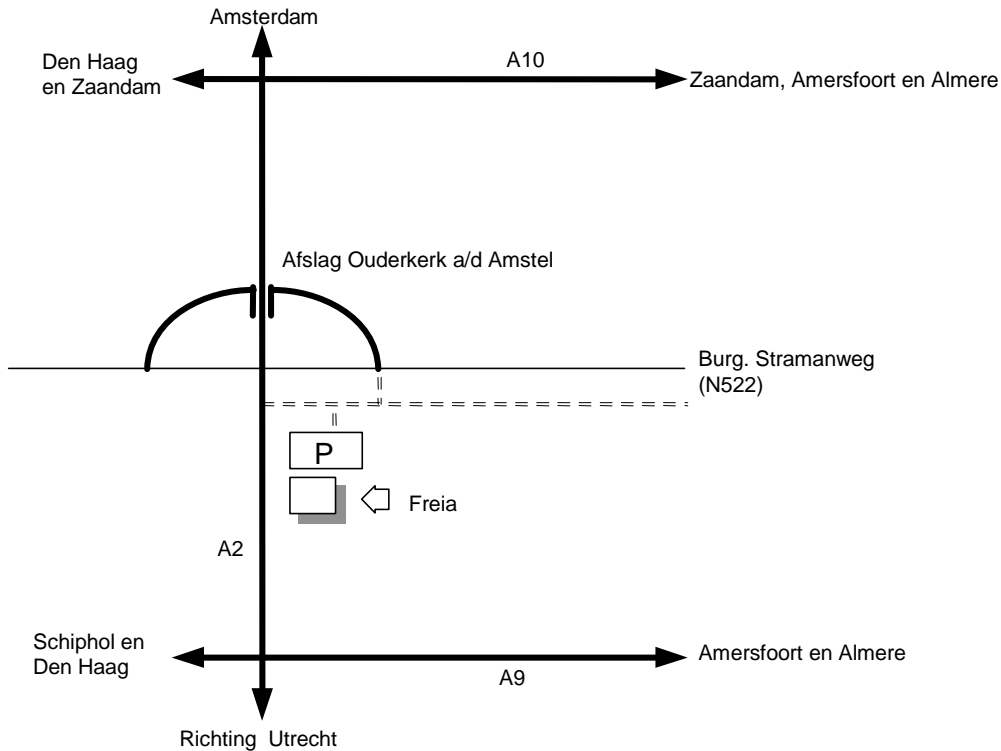 Amsterdam
Den Haag
en Zaandam
A10
Zaandam, Amersfoort en Almere
Afslag Ouderkerk a/d Amstel
Burg. Stramanweg
(N522)
P
Freia
A2
Schiphol en
Den Haag
Amersfoort en Almere
A9
Richting Utrecht